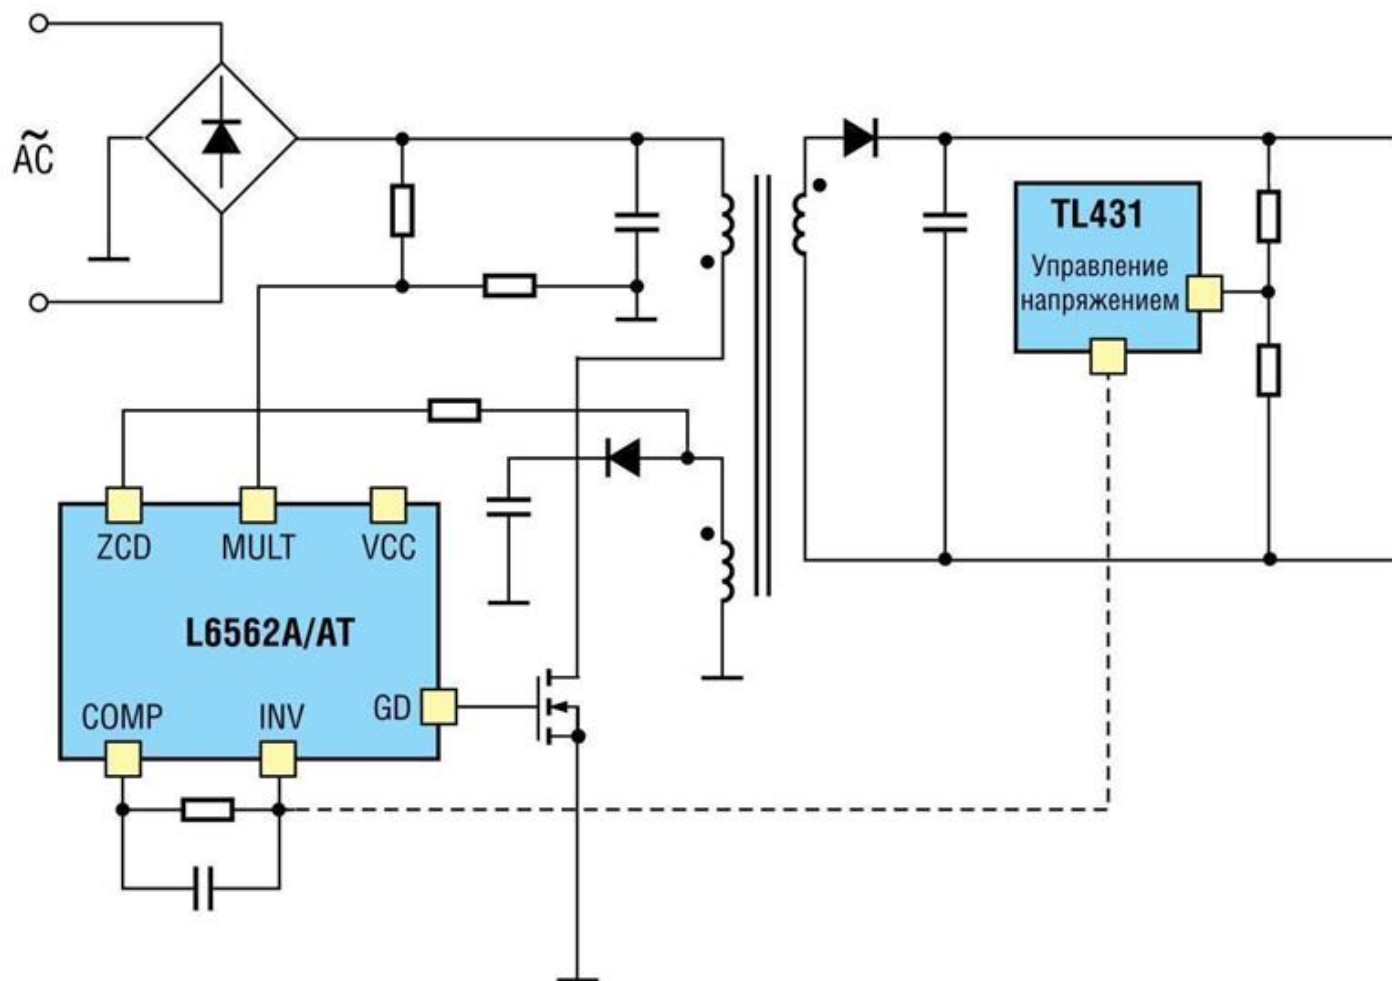 ~
AC
TL431
Управление
напряжением
ZCD
MULT
VCC
L6562A/AT
COMP
INV
GD